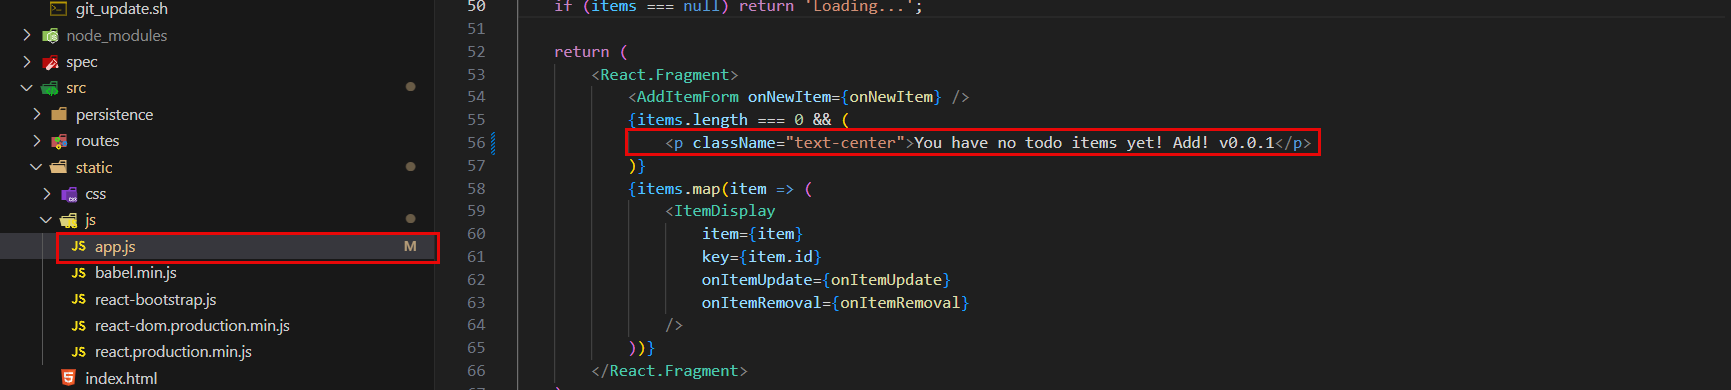 git_update.sh
node_modules
spec
src
persistence
routes
static
css
js
JS app.js M
JS babel.min.js
JS react-bootstrap.js
JS react-dom.production.min.js
JS react.production.min.js
index.html
50 if (items === null) return 'Loading...';
51
52 return (
53 <React.Fragment>
54 <AddItemForm onNewItem={onNewItem} />
55 {items.length === 0 && (
56 <p className="text-center">You have no todo items yet! Add! v0.0.1</p>
57 )}
58 {items.map(item => (
59 <ItemDisplay
60 item={item}
61 key={item.id}
62 onItemUpdate={onItemUpdate}
63 onItemRemoval={onItemRemoval}
64 />
65 ))}
66 </React.Fragment>